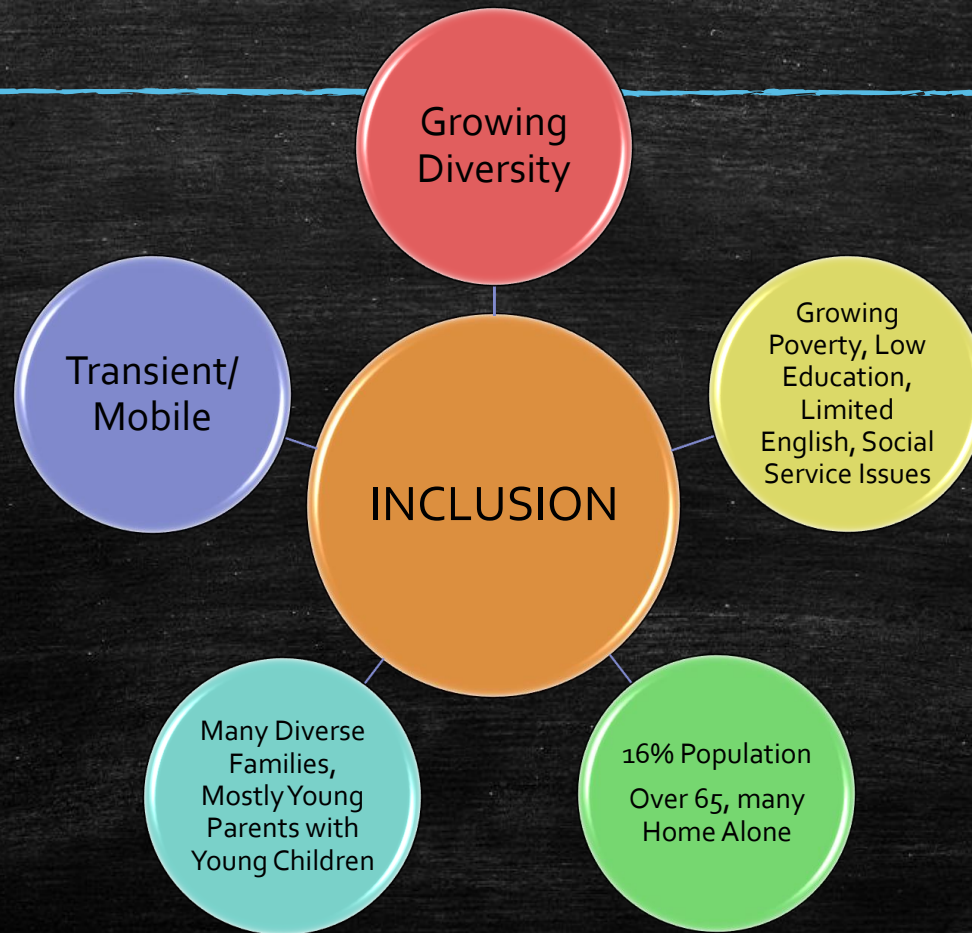 Growing
Diversity
Growing
Poverty, Low
Education,
Limited
English, Social
Service Issues
16% Population
Over 65, many
Home Alone
Many Diverse
Families,
Mostly Young
Parents with
Young Children
Transient/
Mobile
INCLUSION